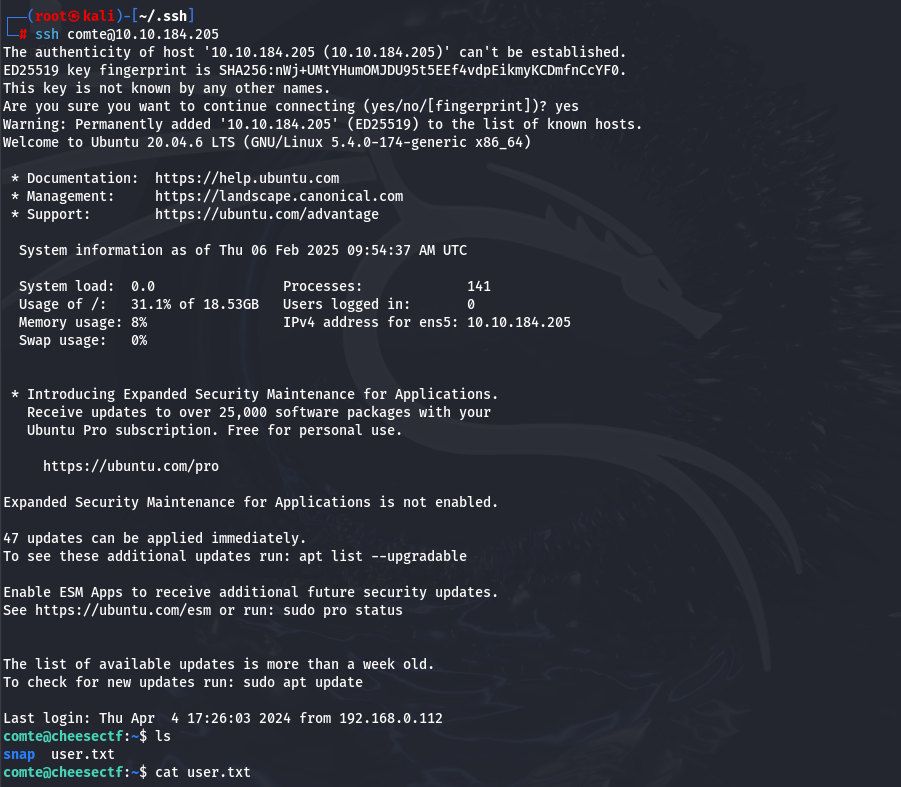 ┌──(root㉿kali)-[~/.ssh]
└─# ssh comte@10.10.184.205
The authenticity of host '10.10.184.205 (10.10.184.205)' can't be established.
ED25519 key fingerprint is SHA256:nWj+UMtYHumOMJDU95t5EEf4vdpEikmyKCDmfnCcYF0.
This key is not known by any other names.
Are you sure you want to continue connecting (yes/no/[fingerprint])? yes
Warning: Permanently added '10.10.184.205' (ED25519) to the list of known hosts.
Welcome to Ubuntu 20.04.6 LTS (GNU/Linux 5.4.0-174-generic x86_64)

 * Documentation:  https://help.ubuntu.com
 * Management:     https://landscape.canonical.com
 * Support:        https://ubuntu.com/advantage

  System information as of Thu 06 Feb 2025 09:54:37 AM UTC

  System load:  0.0                Processes:             141
  Usage of /:   31.1% of 18.53GB   Users logged in:       0
  Memory usage: 8%                 IPv4 address for ens5: 10.10.184.205
  Swap usage:   0%

 * Introducing Expanded Security Maintenance for Applications.
   Receive updates to over 25,000 software packages with your
   Ubuntu Pro subscription. Free for personal use.

     https://ubuntu.com/pro

Expanded Security Maintenance for Applications is not enabled.

47 updates can be applied immediately.
To see these additional updates run: apt list --upgradable

Enable ESM Apps to receive additional future security updates.
See https://ubuntu.com/esm or run: sudo pro status

The list of available updates is more than a week old.
To check for new updates run: sudo apt update

Last login: Thu Apr  4 17:26:03 2024 from 192.168.0.112
comte@cheesectf:~$ ls
snap  user.txt
comte@cheesectf:~$ cat user.txt